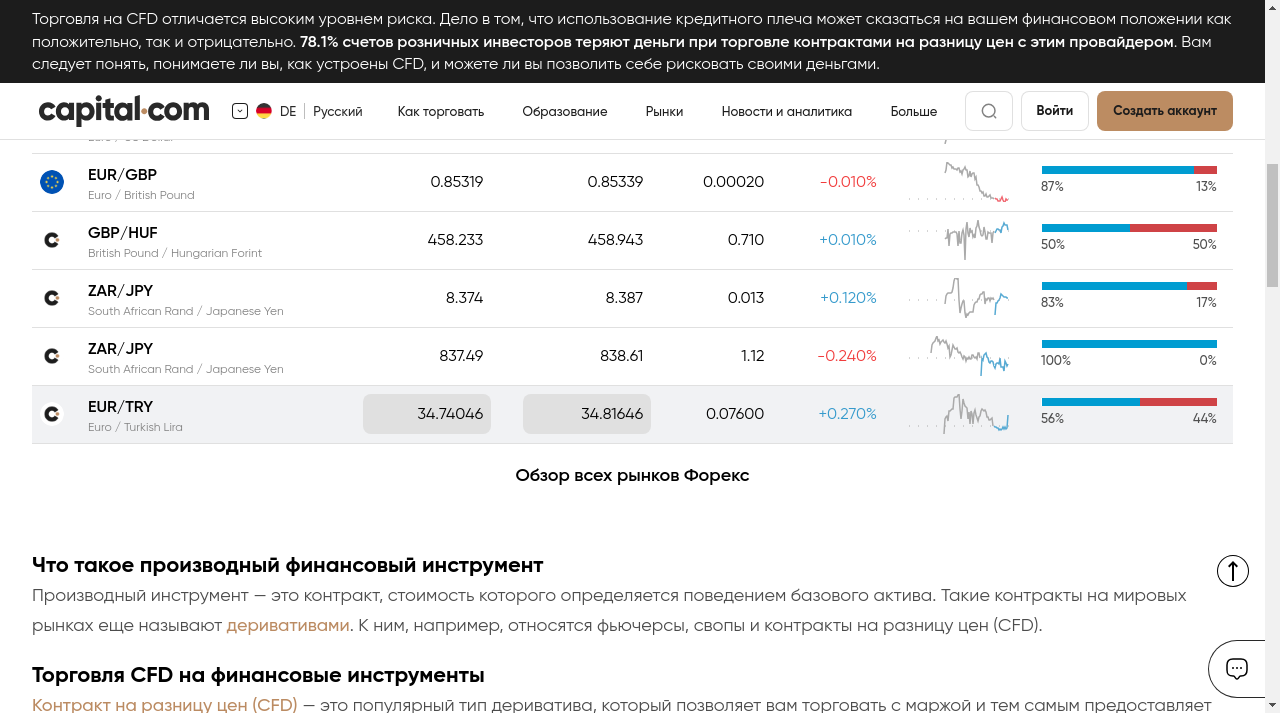 Торговля на CFD отличается высоким уровнем риска. Дело в том, что использование кредитного плеча может сказаться на вашем финансовом положении как
положительно, так и отрицательно. 78.1% счетов розничных инвесторов теряют деньги при торговле контрактами на разницу цен с этим провайдером. Вам
следует понять, понимаете ли вы, как устроены CFD, и можете ли вы позволить себе рисковать своими деньгами.
capital.com DE Русский Как торговать Образование Рынки Новости и аналитика Больше Войти Создать аккаунт
EUR/GBP 0.85319 0.85339 0.00020 -0.010%
Euro / British Pound 87% 13%
GBP/HUF 458.233 458.943 0.710 +0.010%
British Pound / Hungarian Forint 50% 50%
ZAR/JPY 8.374 8.387 0.013 +0.120%
South African Rand / Japanese Yen 83% 17%
ZAR/JPY 837.49 838.61 1.12 -0.240%
South African Rand / Japanese Yen 100% 0%
EUR/TRY 34.74046 34.81646 0.07600 +0.270%
Euro / Turkish Lira 56% 44%
Обзор всех рынков Форекс
Что такое производный финансовый инструмент
Производный инструмент — это контракт, стоимость которого определяется поведением базового актива. Такие контракты на мировых
рынках еще называют деривативами. К ним, например, относятся фьючерсы, свопы и контракты на разницу цен (CFD).
Торговля CFD на финансовые инструменты
Контракт на разницу цен (CFD) — это популярный тип дериватива, который позволяет вам торговать с маржой и тем самым предоставляет